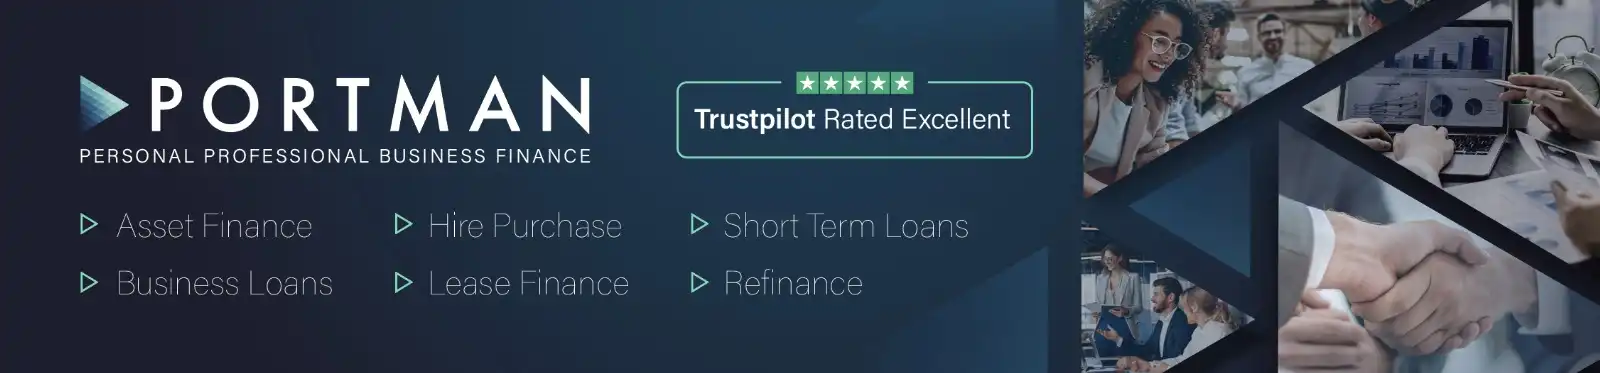 PORTMAN
PERSONAL PROFESSIONAL BUSINESS FINANCE
Trustpilot Rated Excellent
Asset Finance
Hire Purchase
Short Term Loans
Business Loans
Lease Finance
Refinance